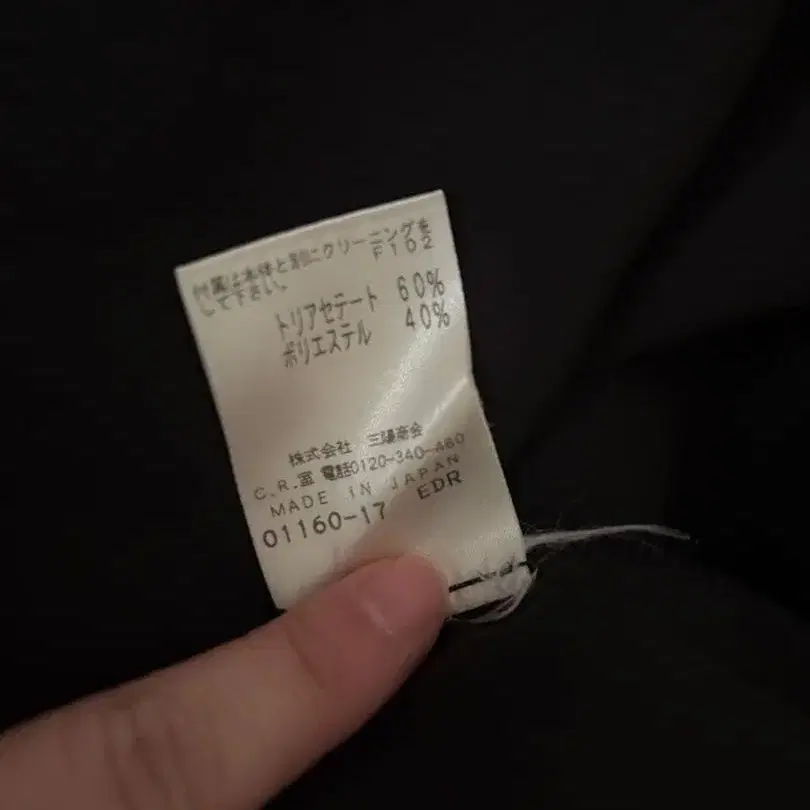 付属は本体と別にクリーニングを
して下さい。 F102
トリアセテート 60%
ポリエステル 40%
株式会社 三陽商会
C.R.室 電話0120-340-460
MADE IN JAPAN
01160-17 EDR